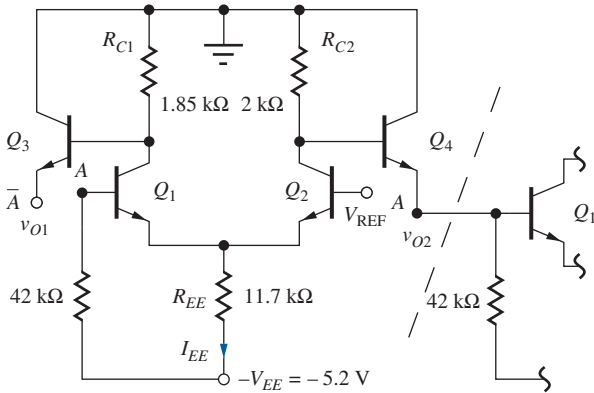 R_C1
R_C2
1.85 kΩ 2 kΩ
Q_3
Q_4
A
Q_1
Q_2
A̅
v_O1
V_REF
A
v_O2
Q_1
42 kΩ
R_EE 11.7 kΩ
42 kΩ
I_EE
−V_EE = − 5.2 V